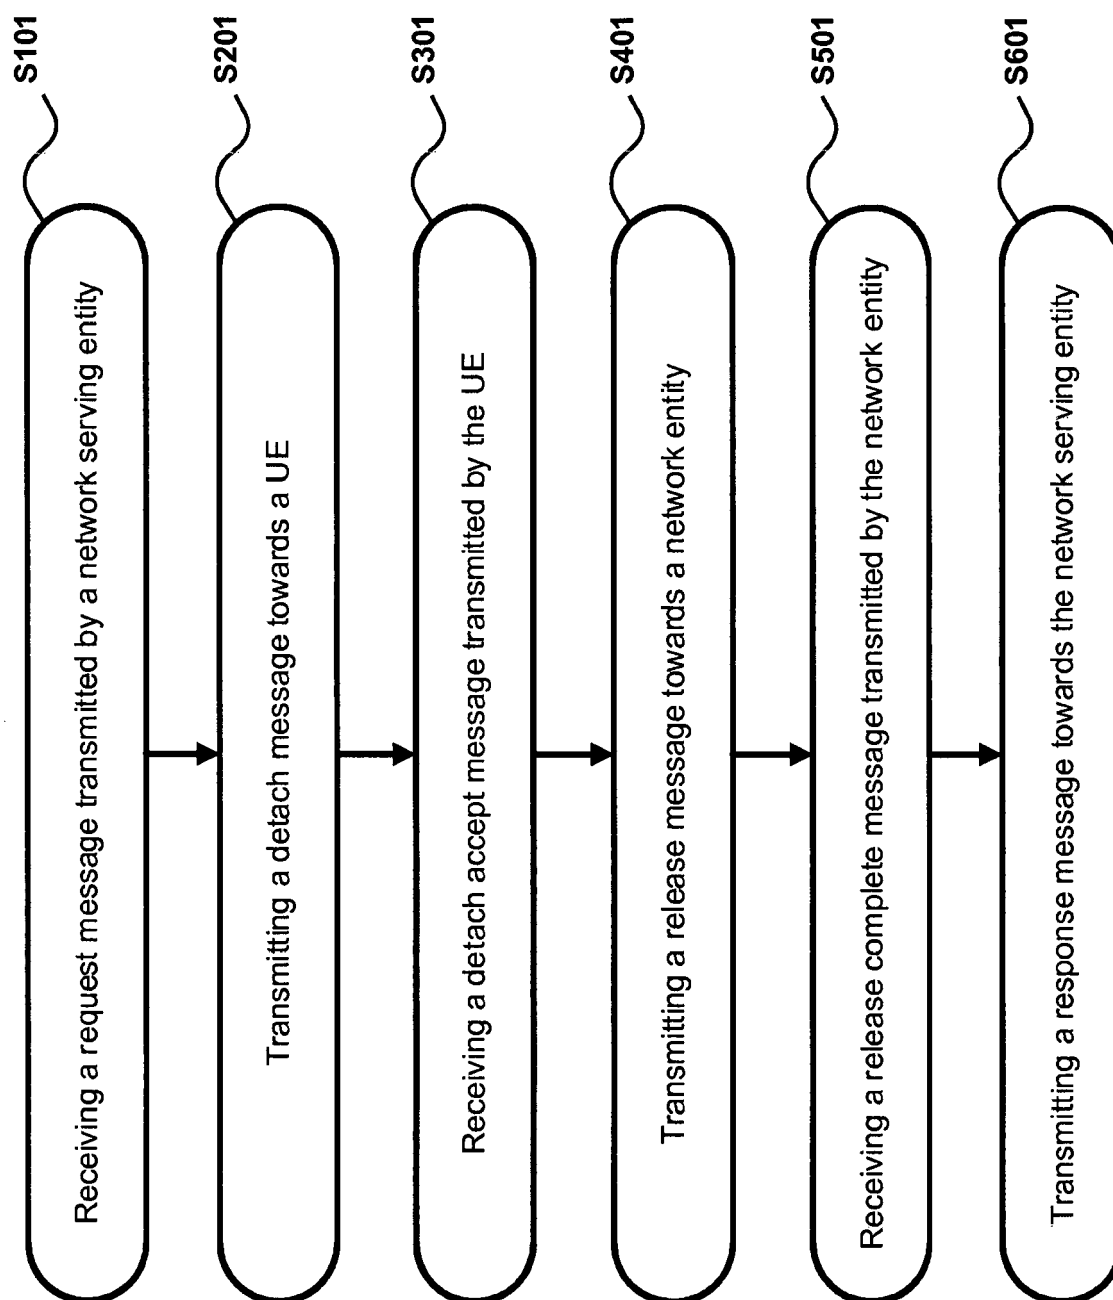 S101
Receiving a request message transmitted by a network serving entity
S201
Transmitting a detach message towards a UE
S301
Receiving a detach accept message transmitted by the UE
S401
Transmitting a release message towards a network entity
S501
Receiving a release complete message transmitted by the network entity
S601
Transmitting a response message towards the network serving entity